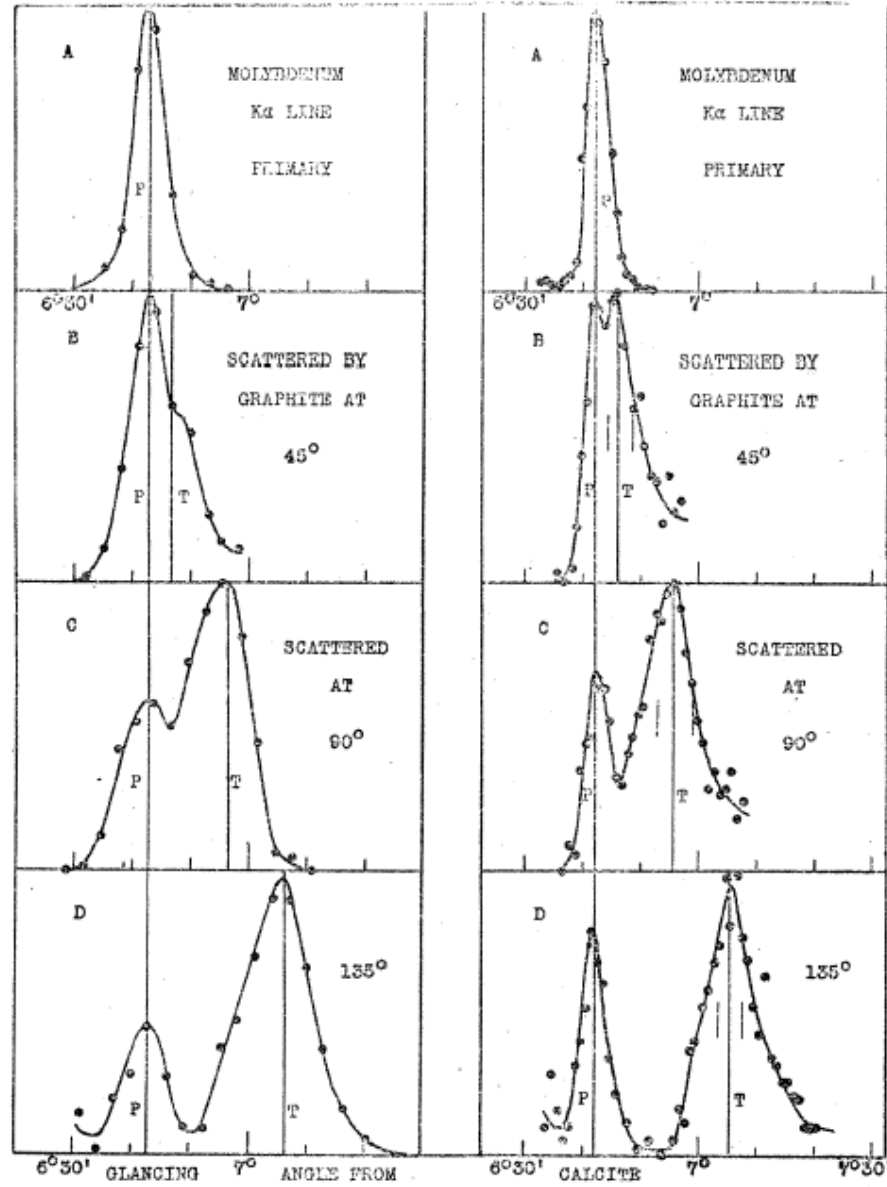 A
MOLYBDENUM
Kα LINE
PRIMARY
P
6°30'
7°
B
SCATTERED BY
GRAPHITE AT
45°
P
T
C
SCATTERED
AT
90°
P
T
D
135°
P
T
6°30'
GLANCING
7°
ANGLE FROM
A
MOLYBDENUM
Kα LINE
PRIMARY
P
6°30'
7°
B
SCATTERED BY
GRAPHITE AT
45°
P
T
C
SCATTERED
AT
90°
P
T
D
135°
P
T
6°30'
CALCITE
7°
7°30'